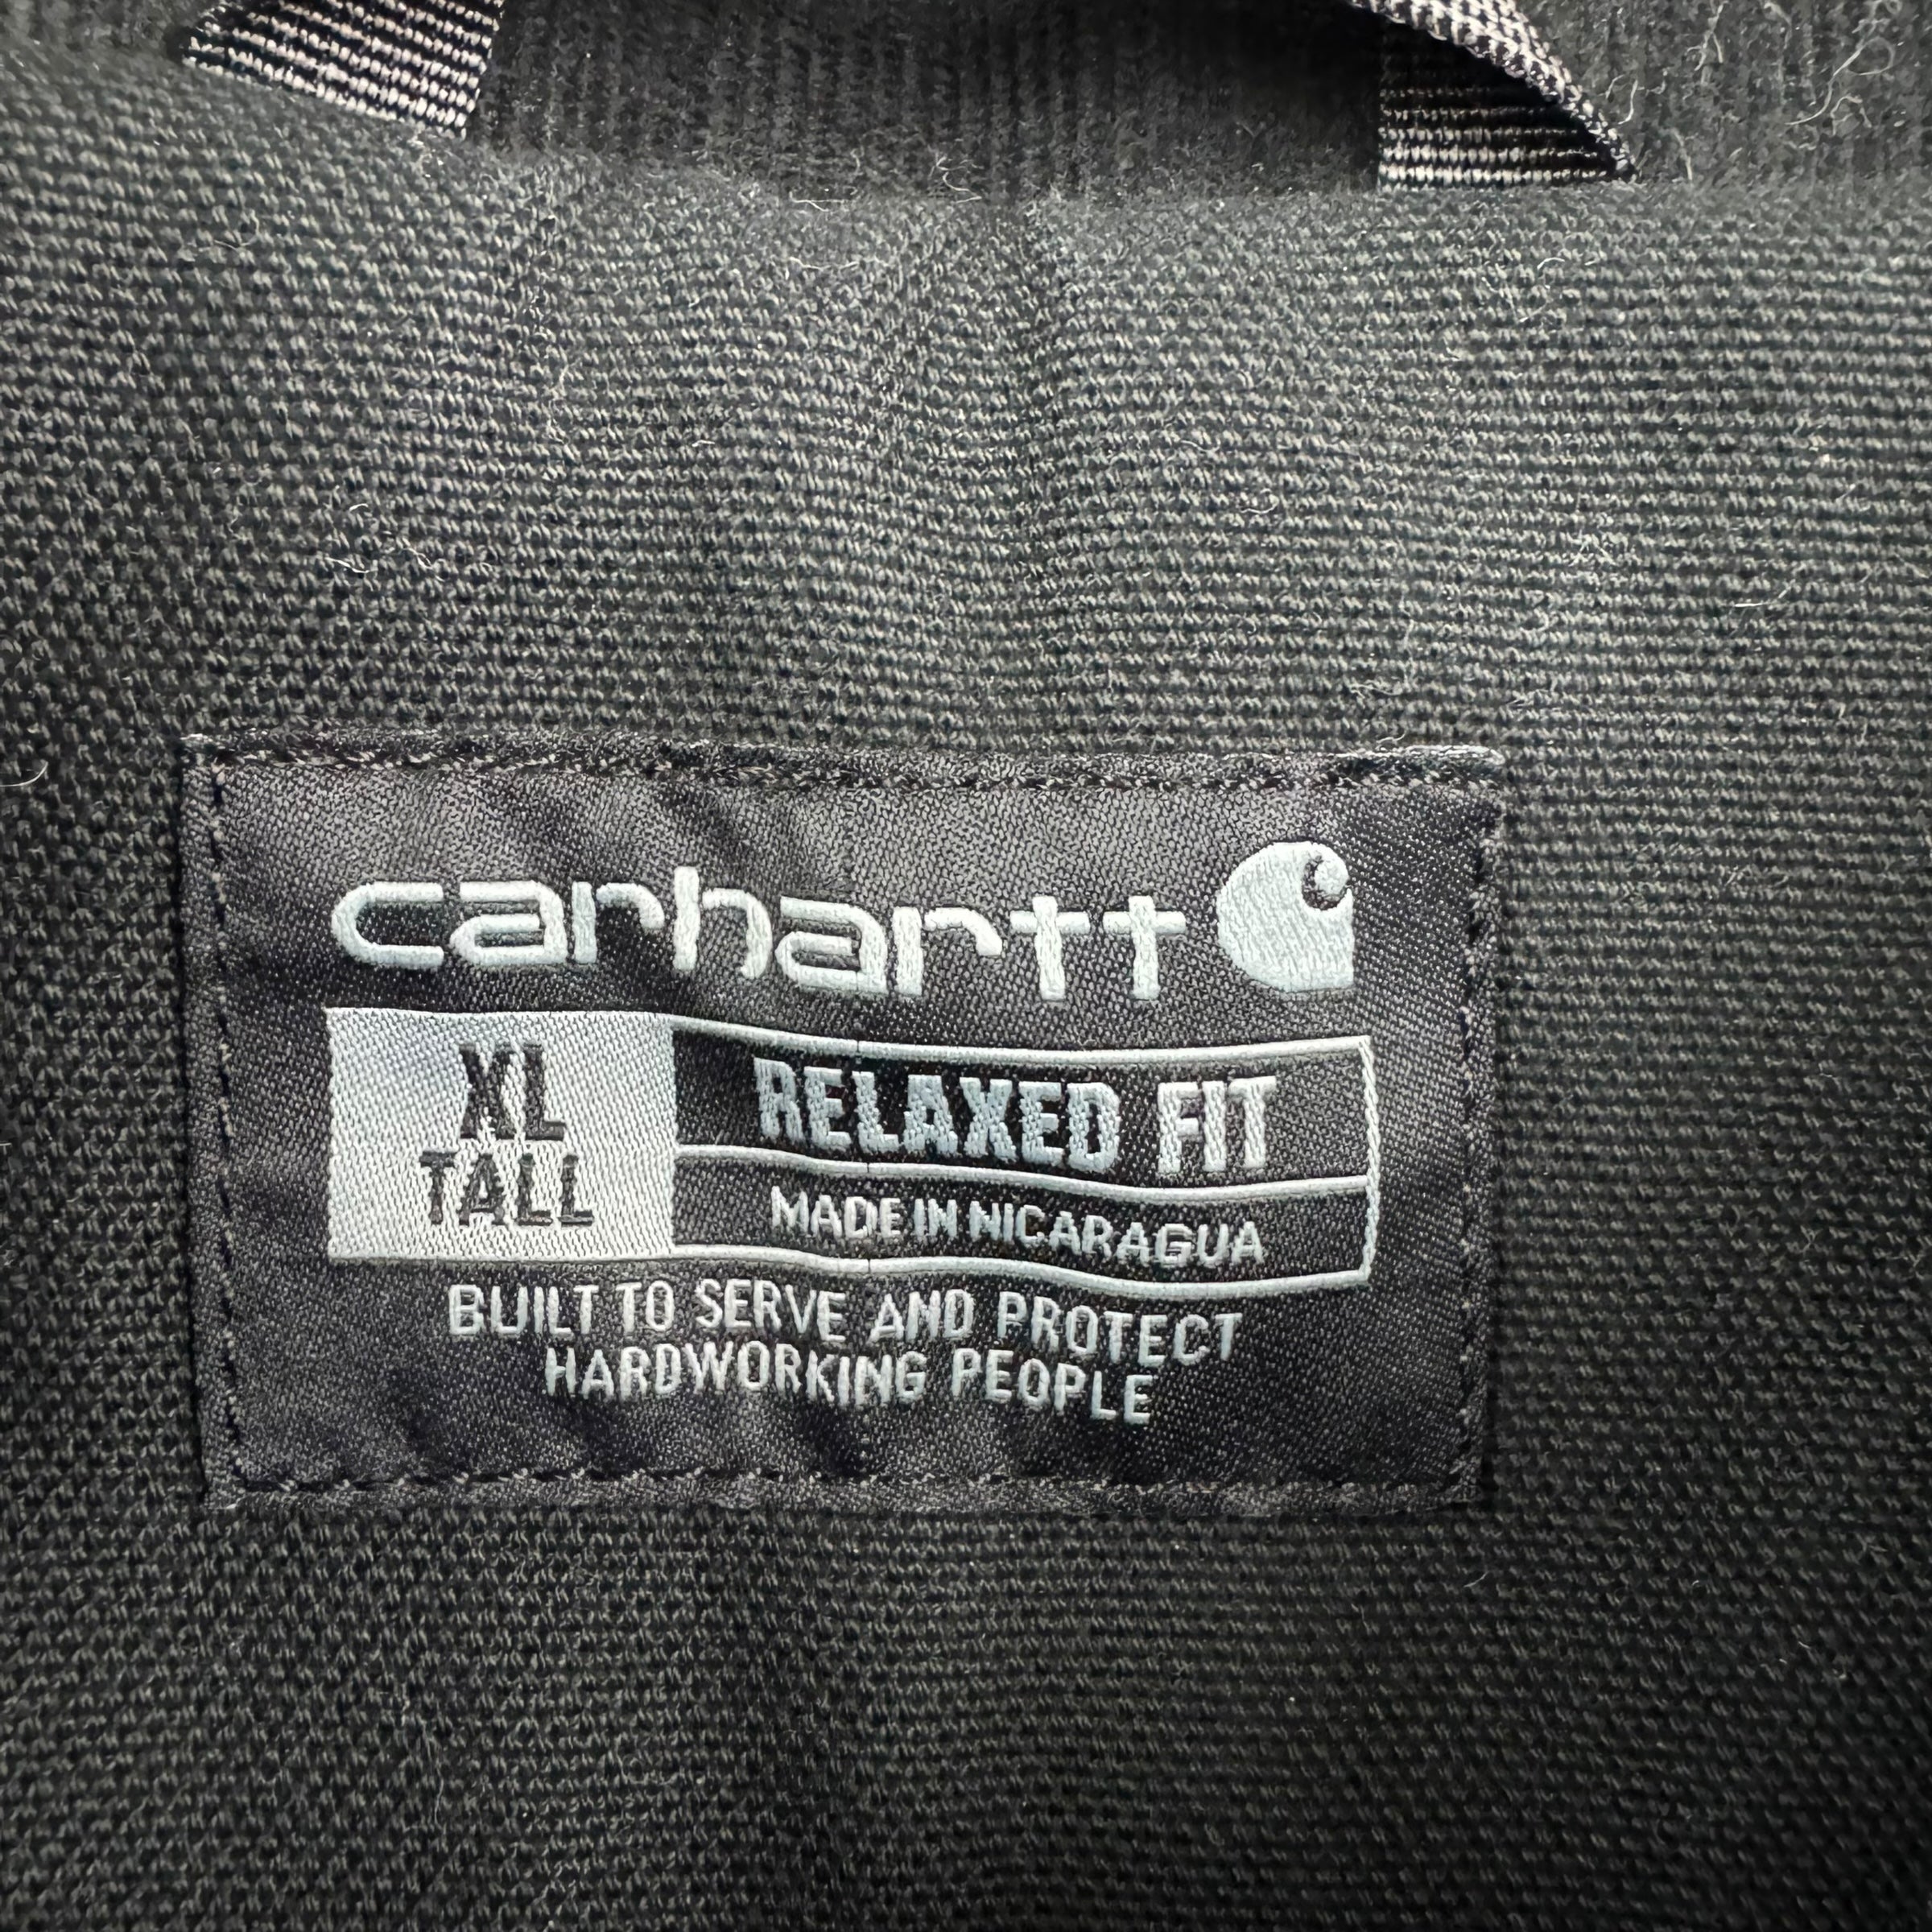 carhartt
XL
TALL
RELAXED FIT
MADE IN NICARAGUA
BUILT TO SERVE AND PROTECT
HARDWORKING PEOPLE